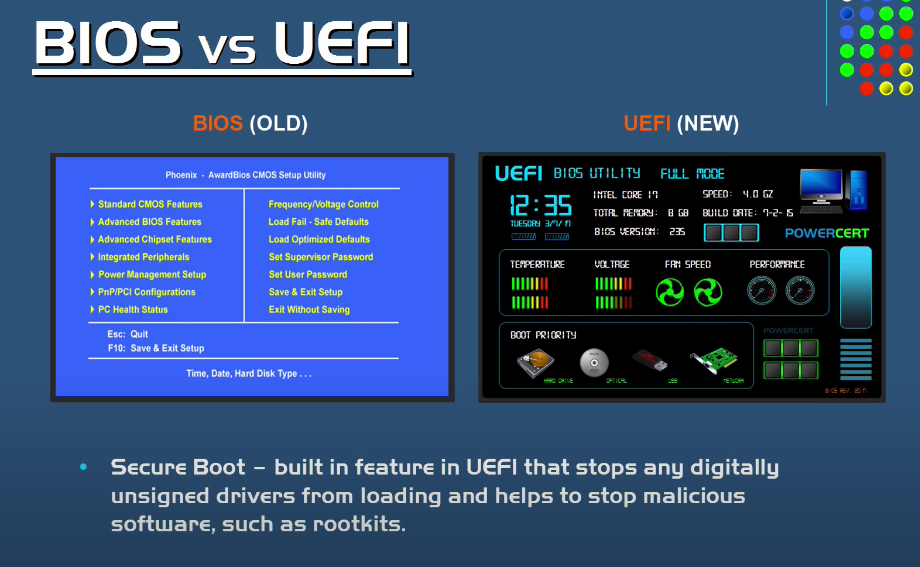 BIOS vs UEFI
BIOS (OLD)
Phoenix - AwardBios CMOS Setup Utility
Standard CMOS Features
Advanced BIOS Features
Advanced Chipset Features
Integrated Peripherals
Power Management Setup
PnP/PCI Configurations
PC Health Status
Frequency/Voltage Control
Load Fail - Safe Defaults
Load Optimized Defaults
Set Supervisor Password
Set User Password
Save & Exit Setup
Exit Without Saving
Esc: Quit
F10: Save & Exit Setup
Time, Date, Hard Disk Type . . .
UEFI (NEW)
UEFI BIOS UTILITY FULL MODE
12:35
TUESDAY 3/7/ 17
INTEL CORE I7
TOTAL MEMORY: 8 GB
BIOS VERSION: 235
SPEED: 4.0 GZ
BUILD DATE: 7-2- 15
POWERCERT
TEMPERATURE
VOLTAGE
FAN SPEED
PERFORMANCE
BOOT PRIORITY
HARD DRIVE
OPTICAL
USB
NETWORK
POWERCERT
BIOS REV. 2017
• Secure Boot – built in feature in UEFI that stops any digitally
unsigned drivers from loading and helps to stop malicious
software, such as rootkits.